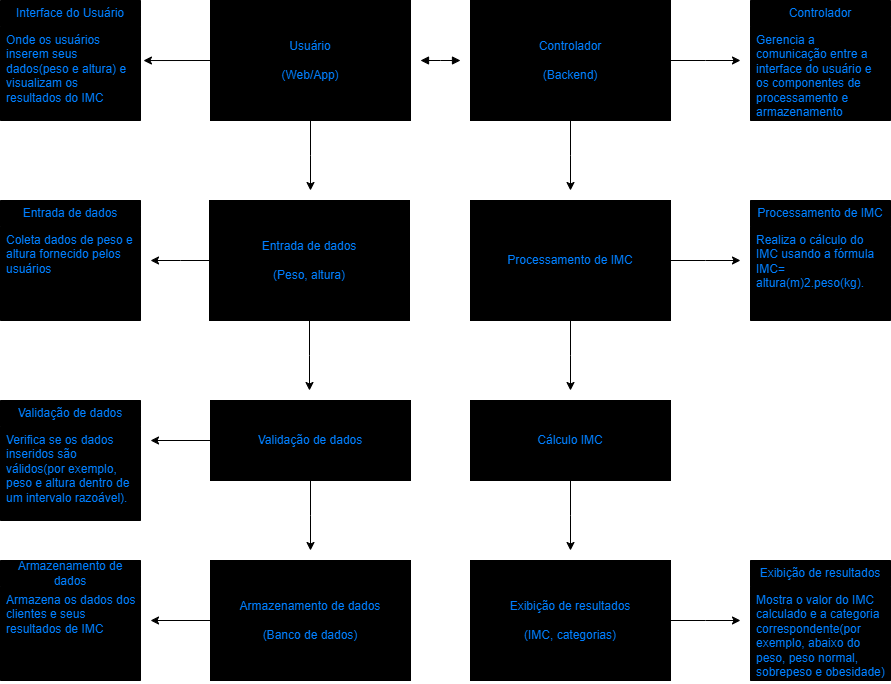 Interface do Usuário
Onde os usuários
inserem seus
dados(peso e altura) e
visualizam os
resultados do IMC
Usuário
(Web/App)
Controlador
(Backend)
Controlador
Gerencia a
comunicação entre a
interface do usuário e
os componentes de
processamento e
armazenamento
Entrada de dados
Coleta dados de peso e
altura fornecido pelos
usuários
Entrada de dados
(Peso, altura)
Processamento de IMC
Processamento de IMC
Realiza o cálculo do
IMC usando a fórmula
IMC=
altura(m)2.peso(kg).
Validação de dados
Verifica se os dados
inseridos são
válidos(por exemplo,
peso e altura dentro de
um intervalo razoável).
Validação de dados
Cálculo IMC
Armazenamento de
dados
Armazena os dados dos
clientes e seus
resultados de IMC
Armazenamento de dados
(Banco de dados)
Exibição de resultados
(IMC, categorias)
Exibição de resultados
Mostra o valor do IMC
calculado e a categoria
correspondente(por
exemplo, abaixo do
peso, peso normal,
sobrepeso e obesidade)